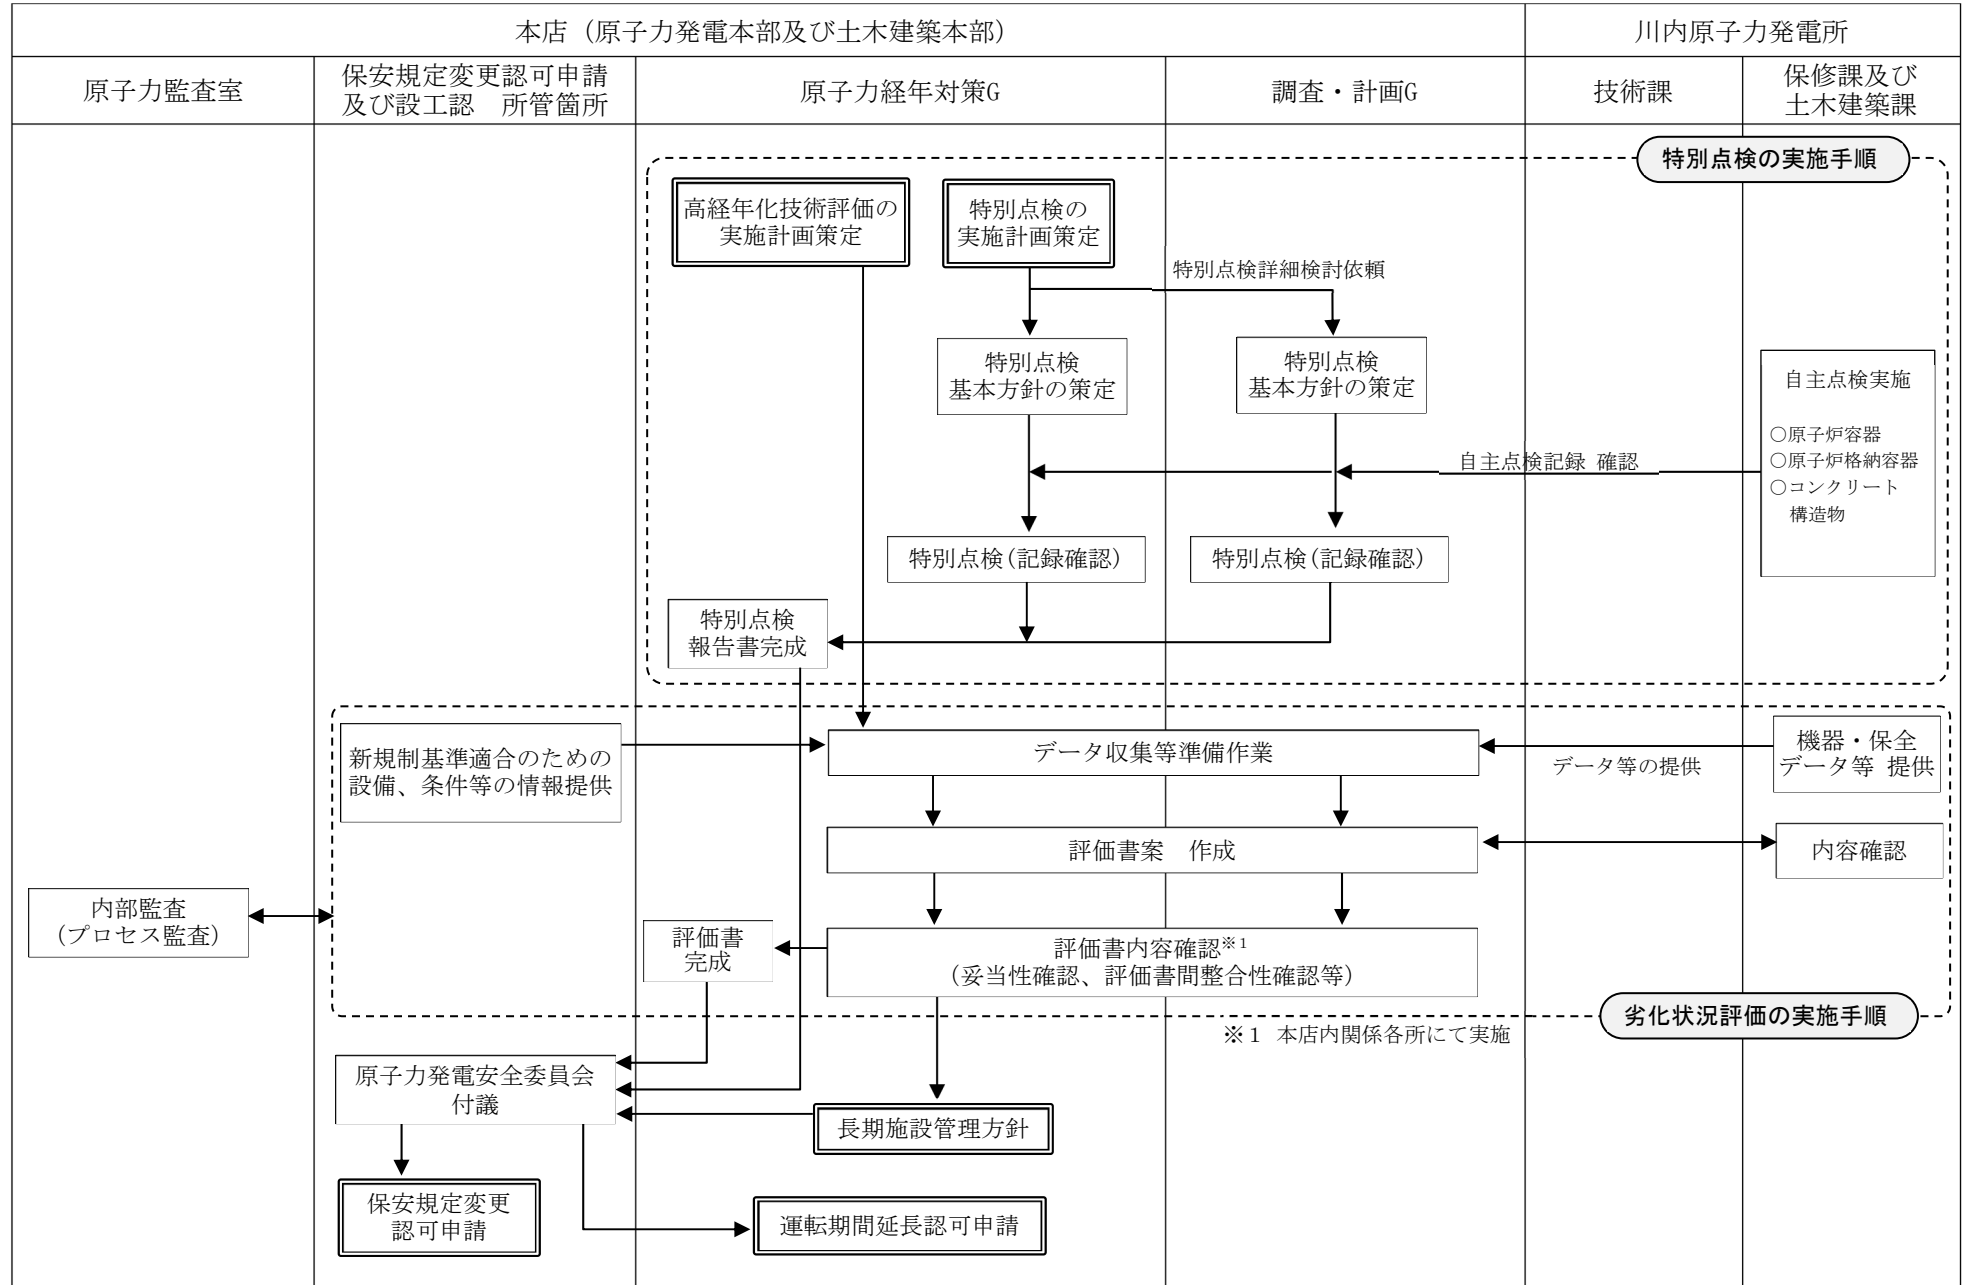 本店（原子力発電本部及び土木建築本部）
川内原子力発電所
原子力監査室
保安規定変更認可申請
及び設工認　所管箇所
原子力経年対策G
調査・計画G
技術課
保修課及び
土木建築課
特別点検の実施手順
高経年化技術評価の
実施計画策定
特別点検の
実施計画策定
特別点検詳細検討依頼
特別点検
基本方針の策定
特別点検
基本方針の策定
自主点検実施
○原子炉容器
○原子炉格納容器
○コンクリート
構造物
自主点検記録 確認
特別点検(記録確認)
特別点検(記録確認)
特別点検
報告書完成
新規制基準適合のための
設備、条件等の情報提供
データ収集等準備作業
データ等の提供
機器・保全
データ等 提供
評価書案　作成
内容確認
内部監査
（プロセス監査）
評価書
完成
評価書内容確認※1
（妥当性確認、評価書間整合性確認等）
劣化状況評価の実施手順
※１ 本店内関係各所にて実施
原子力発電安全委員会
付議
長期施設管理方針
保安規定変更
認可申請
運転期間延長認可申請